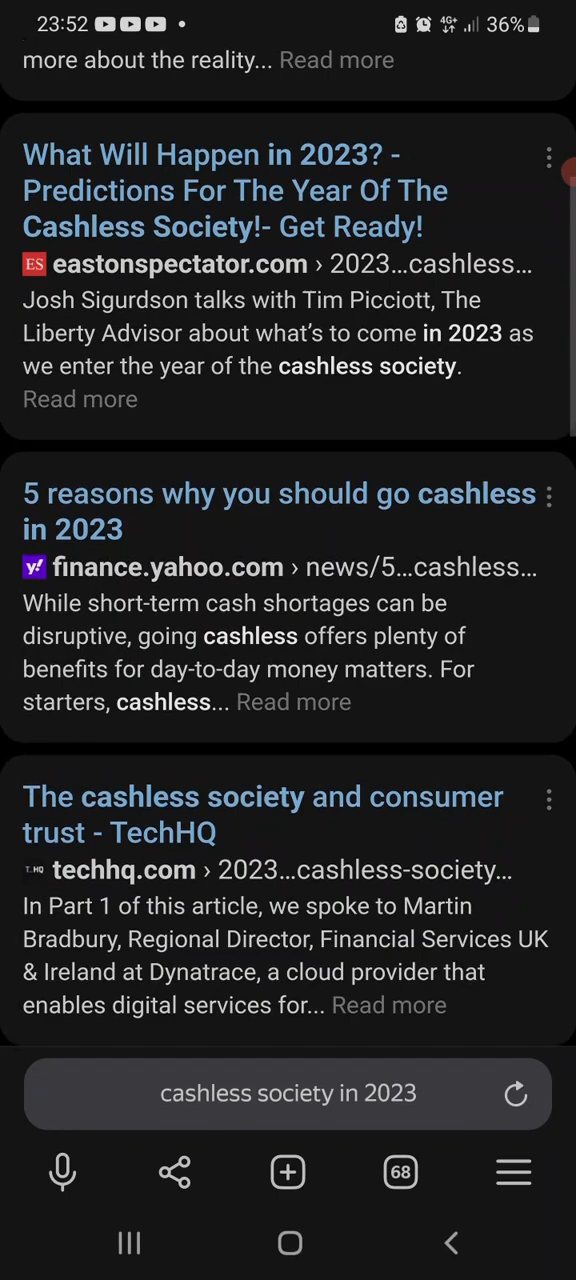 23:52
4G+
36%
more about the reality... Read more
What Will Happen in 2023? -
Predictions For The Year Of The
Cashless Society!- Get Ready!
ES eastonspectator.com › 2023...cashless...
Josh Sigurdson talks with Tim Picciott, The
Liberty Advisor about what's to come in 2023 as
we enter the year of the cashless society.
Read more
5 reasons why you should go cashless
in 2023
y! finance.yahoo.com › news/5...cashless...
While short-term cash shortages can be
disruptive, going cashless offers plenty of
benefits for day-to-day money matters. For
starters, cashless... Read more
The cashless society and consumer
trust - TechHQ
T_HQ techhq.com › 2023...cashless-society...
In Part 1 of this article, we spoke to Martin
Bradbury, Regional Director, Financial Services UK
& Ireland at Dynatrace, a cloud provider that
enables digital services for... Read more
cashless society in 2023
68